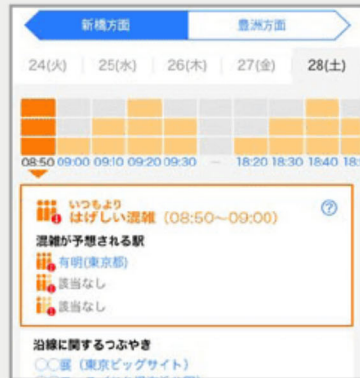 新橋方面 豊洲方面
24(火) 25(水) 26(木) 27(金) 28(土)
08:50 09:00 09:10 09:20 09:30 … 18:20 18:30 18:40
いつもより
はげしい混雑 (08:50〜09:00) ?
混雑が予想される駅
有明(東京都)
該当なし
該当なし
沿線に関するつぶやき
○○展(東京ビッグサイト)